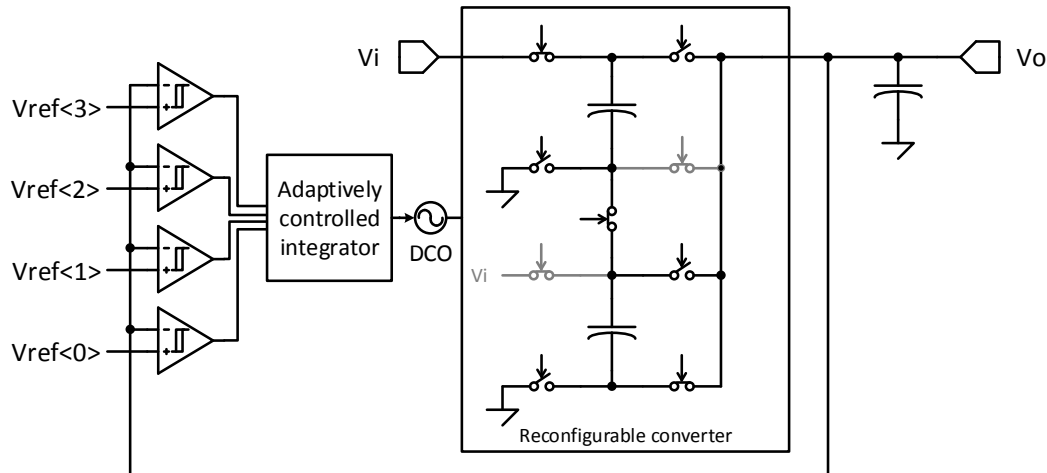 Vi
Vo
Vref<3>
Vref<2>
Vref<1>
Vref<0>
Adaptively
controlled
integrator
DCO
Vi
Reconfigurable converter